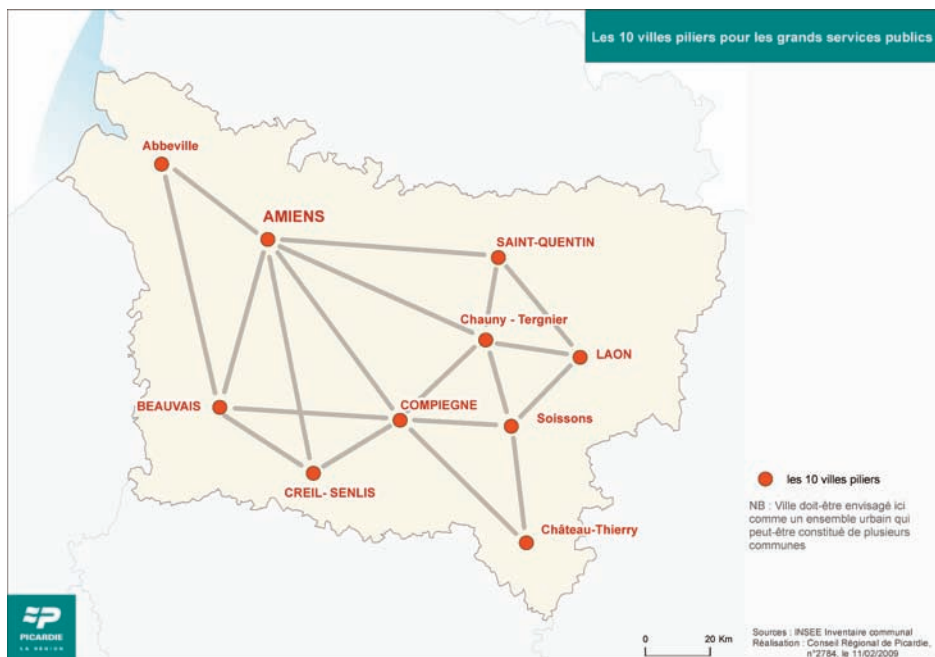 Les 10 villes piliers pour les grands services publics
Abbeville
AMIENS
SAINT-QUENTIN
Chauny - Tergnier
LAON
BEAUVAIS
COMPIEGNE
Soissons
CREIL- SENLIS
Château-Thierry
les 10 villes piliers
NB : Ville doit-être envisagé ici
comme un ensemble urbain qui
peut-être constitué de plusieurs
communes
PICARDIE
LA RÉGION
0 20 Km
Sources : INSEE Inventaire communal
Réalisation : Conseil Régional de Picardie,
n°2784, le 11/02/2009